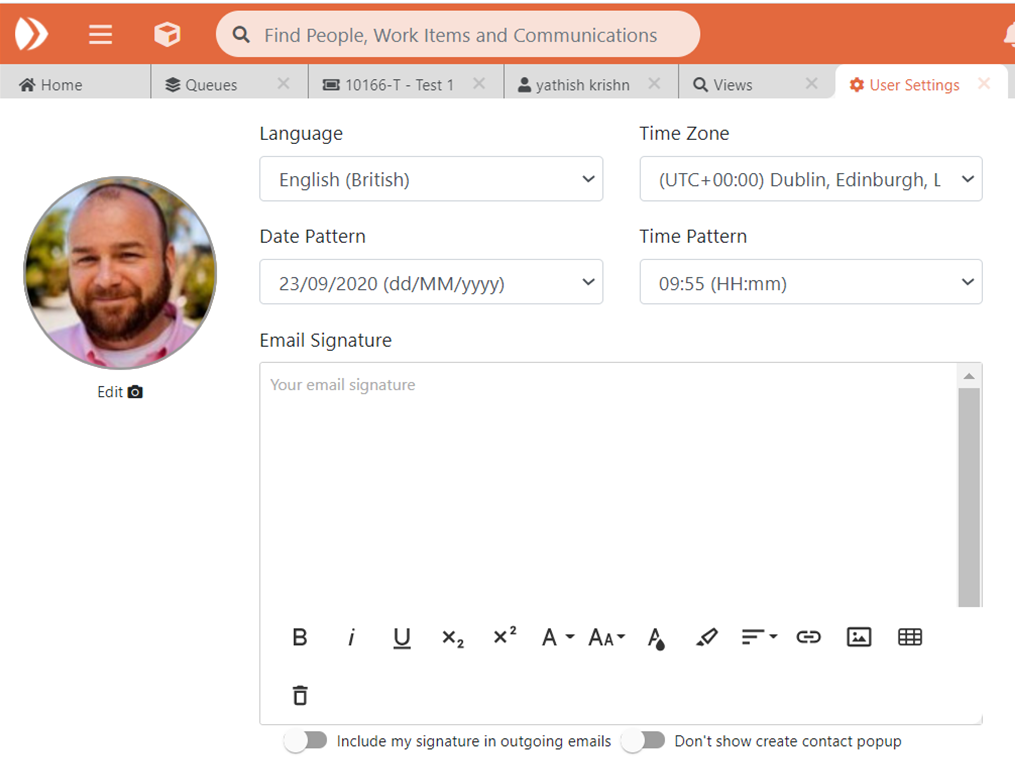 Find People, Work Items and Communications
Home Queues 10166-T - Test 1 yathish krishn Views User Settings
Language Time Zone
English (British) (UTC+00:00) Dublin, Edinburgh, L
Date Pattern Time Pattern
23/09/2020 (dd/MM/yyyy) 09:55 (HH:mm)
Email Signature
Your email signature
Edit
B i U x₂ x² A AA A
Include my signature in outgoing emails Don't show create contact popup